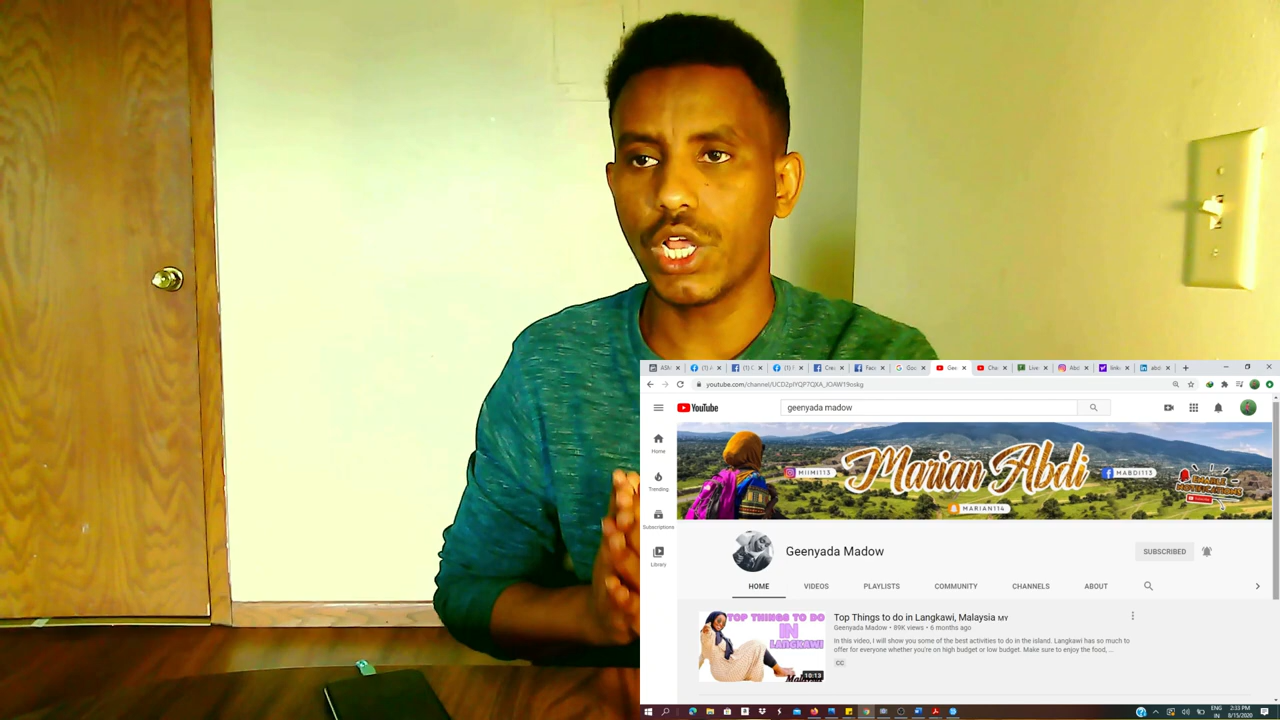 youtube.com/channel/UCD2pIYQP7QXA_IOAW19oskg
YouTube
geenyada madow
Home
Trending
Subscriptions
Library
MIIMI113
Marian Abdi
MABDI113
MARIAN114
Geenyada Madow
SUBSCRIBED
HOME VIDEOS PLAYLISTS COMMUNITY CHANNELS ABOUT
TOP THINGS TO DO
IN
LANGKAWI
10:13
Top Things to do in Langkawi, Malaysia MY
Geenyada Madow • 89K views • 6 months ago
In this video, I will show you some of the best activities to do in the island. Langkawi has so much to
offer for everyone whether you're on high budget or low budget. Make sure to enjoy the food, ...
CC
ENG
IN
2:33 PM
8/15/2020